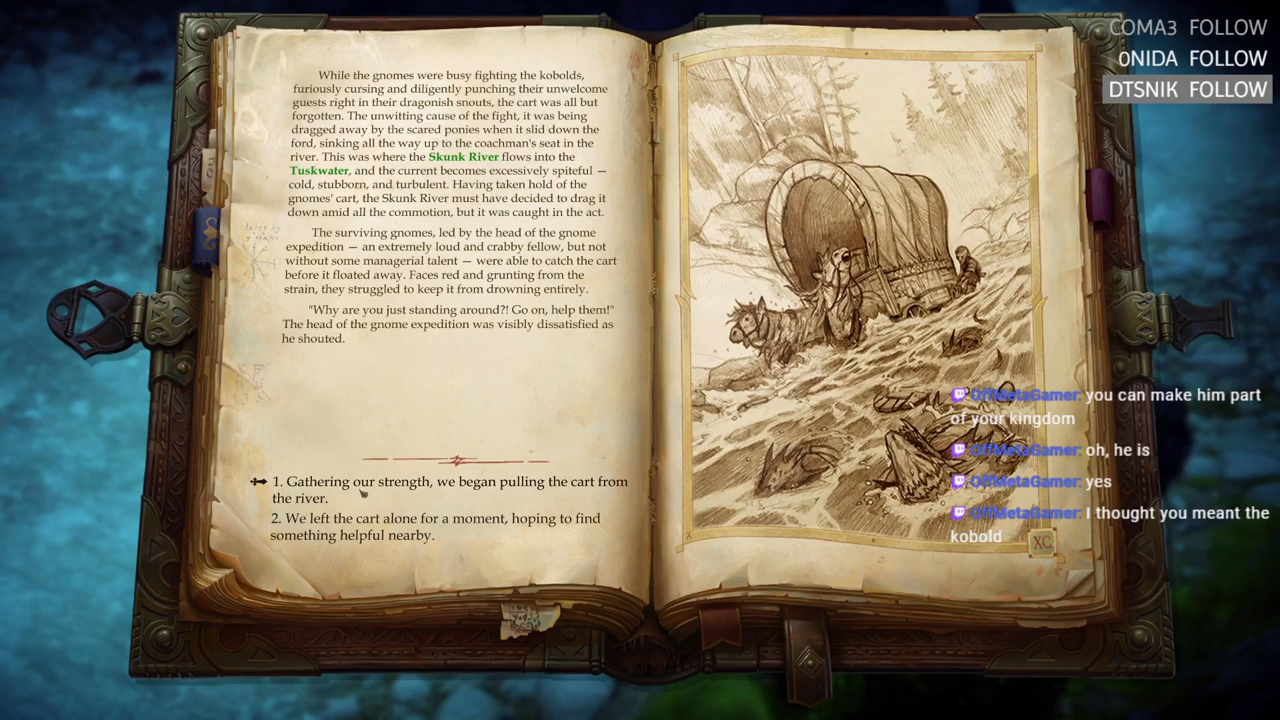 While the gnomes were busy fighting the kobolds,
furiously cursing and diligently punching their unwelcome
guests right in their dragonish snouts, the cart was all but
forgotten. The unwitting cause of the fight, it was being
dragged away by the scared ponies when it slid down the
ford, sinking all the way up to the coachman's seat in the
river. This was where the Skunk River flows into the
Tuskwater, and the current becomes excessively spiteful —
cold, stubborn, and turbulent. Having taken hold of the
gnomes' cart, the Skunk River must have decided to drag it
down amid all the commotion, but it was caught in the act.
The surviving gnomes, led by the head of the gnome
expedition — an extremely loud and crabby fellow, but not
without some managerial talent — were able to catch the cart
before it floated away. Faces red and grunting from the
strain, they struggled to keep it from drowning entirely.
"Why are you just standing around?! Go on, help them!"
The head of the gnome expedition was visibly dissatisfied as
he shouted.
1. Gathering our strength, we began pulling the cart from
the river.
2. We left the cart alone for a moment, hoping to find
something helpful nearby.
XC
COMA3 FOLLOW
0NIDA FOLLOW
DTSNIK FOLLOW
OffMetaGamer: you can make him part
of your kingdom
OffMetaGamer: oh, he is
OffMetaGamer: yes
OffMetaGamer: I thought you meant the
kobold